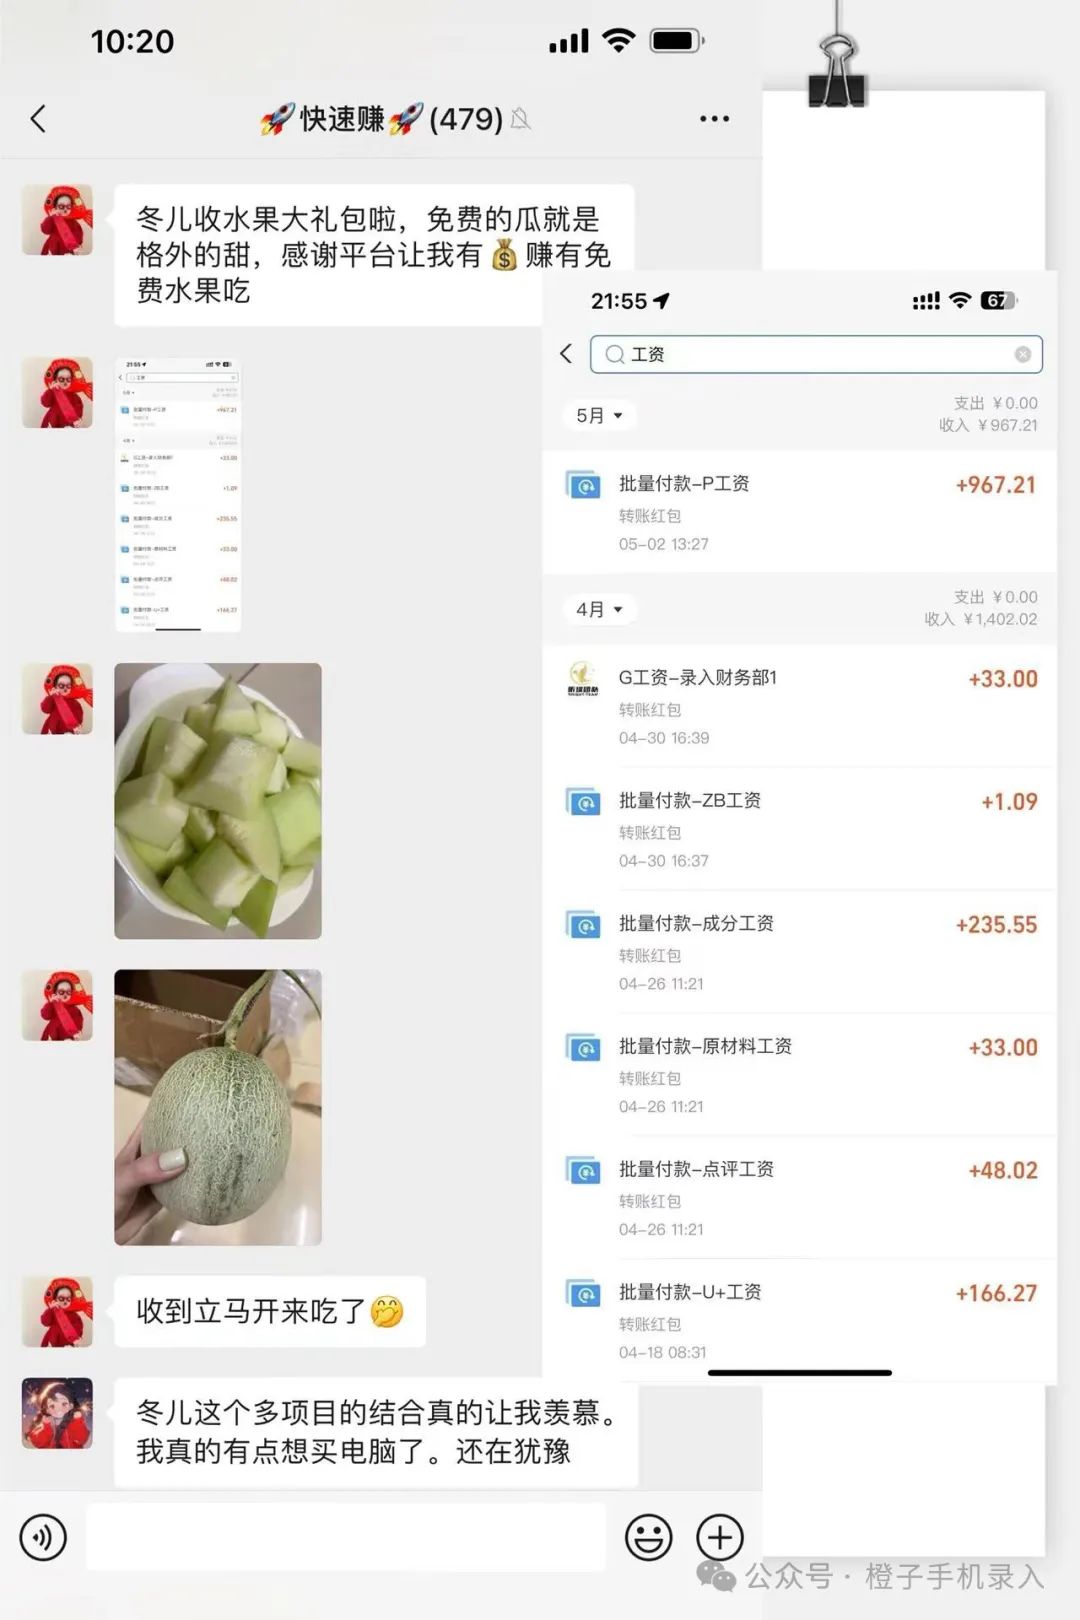 10:20
🚀快速赚🚀(479)
冬儿收水果大礼包啦，免费的瓜就是
格外的甜，感谢平台让我有💰赚有免
费水果吃
收到立马开来吃了🤭
冬儿这个多项目的结合真的让我羡慕。
我真的有点想买电脑了。还在犹豫
21:55
67
工资
5月
支出 ￥0.00
收入 ￥967.21
批量付款-P工资
+967.21
转账红包
05-02 13:27
4月
支出 ￥0.00
收入 ￥1,402.02
G工资-录入财务部1
+33.00
转账红包
04-30 16:39
批量付款-ZB工资
+1.09
转账红包
04-30 16:37
批量付款-成分工资
+235.55
转账红包
04-26 11:21
批量付款-原材料工资
+33.00
转账红包
04-26 11:21
批量付款-点评工资
+48.02
转账红包
04-26 11:21
批量付款-U+工资
+166.27
转账红包
04-18 08:31
公众号 · 橙子手机录入